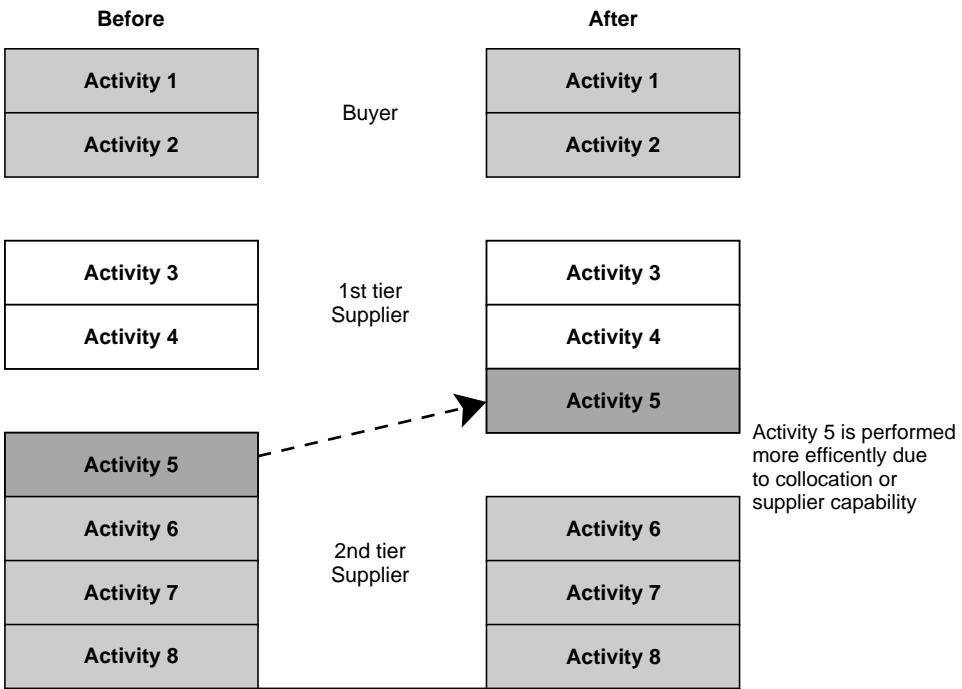 Before
After
Activity 1
Activity 1
Buyer
Activity 2
Activity 2
Activity 3
Activity 3
1st tier
Supplier
Activity 4
Activity 4
Activity 5
Activity 5 is performed
more efficently due
to collocation or
supplier capability
Activity 5
Activity 6
Activity 6
2nd tier
Supplier
Activity 7
Activity 7
Activity 8
Activity 8